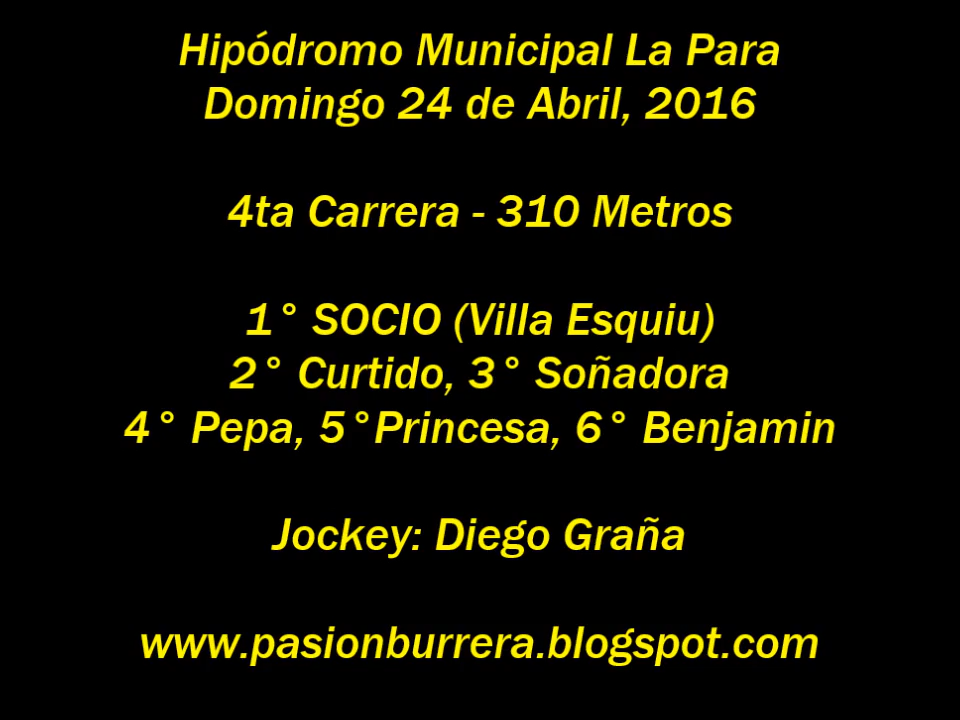 Hipódromo Municipal La Para
Domingo 24 de Abril, 2016
4ta Carrera - 310 Metros
1° SOCIO (Villa Esquiu)
2° Curtido, 3° Soñadora
4° Pepa, 5°Princesa, 6° Benjamin
Jockey: Diego Graña
www.pasionburrera.blogspot.com